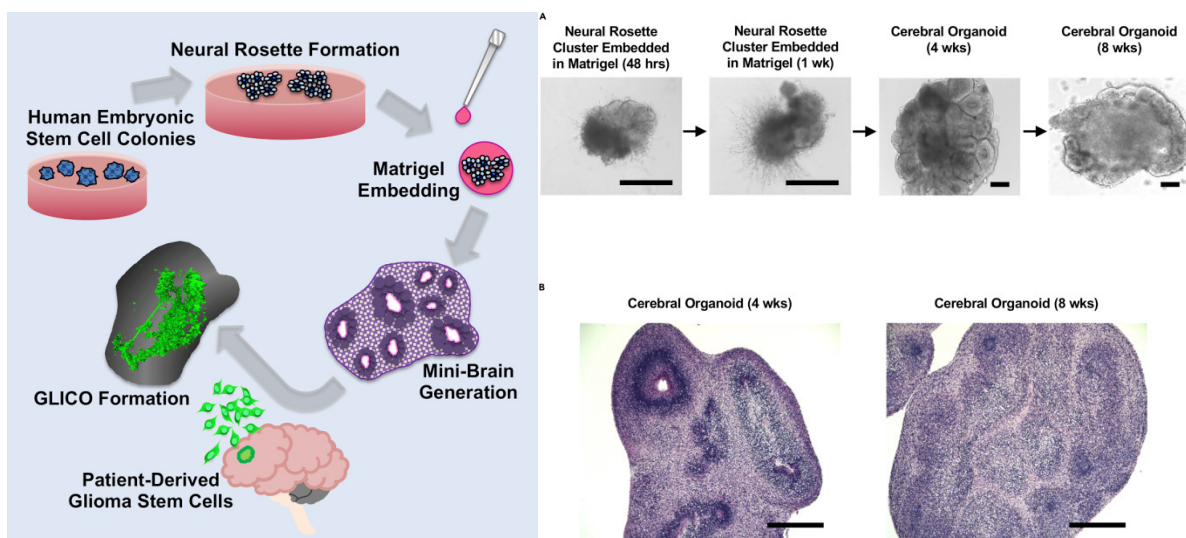 Neural Rosette Formation
Human Embryonic
Stem Cell Colonies
Matrigel
Embedding
Mini-Brain
Generation
GLICO Formation
Patient-Derived
Glioma Stem Cells
A
Neural Rosette
Cluster Embedded
in Matrigel (48 hrs)
Neural Rosette
Cluster Embedded
in Matrigel (1 wk)
Cerebral Organoid
(4 wks)
Cerebral Organoid
(8 wks)
B
Cerebral Organoid (4 wks)
Cerebral Organoid (8 wks)